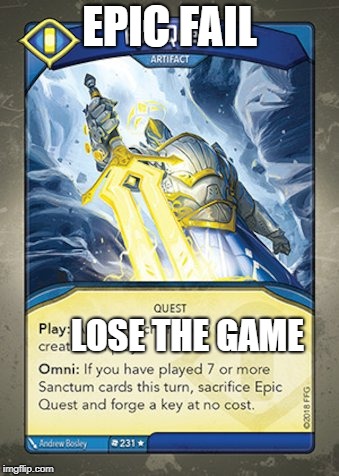 EPIC FAIL
ARTIFACT
QUEST
Play:
LOSE THE GAME
Omni: If you have played 7 or more
Sanctum cards this turn, sacrifice Epic
Quest and forge a key at no cost.
©2018 FFG
Andrew Bosley
231
imgflip.com